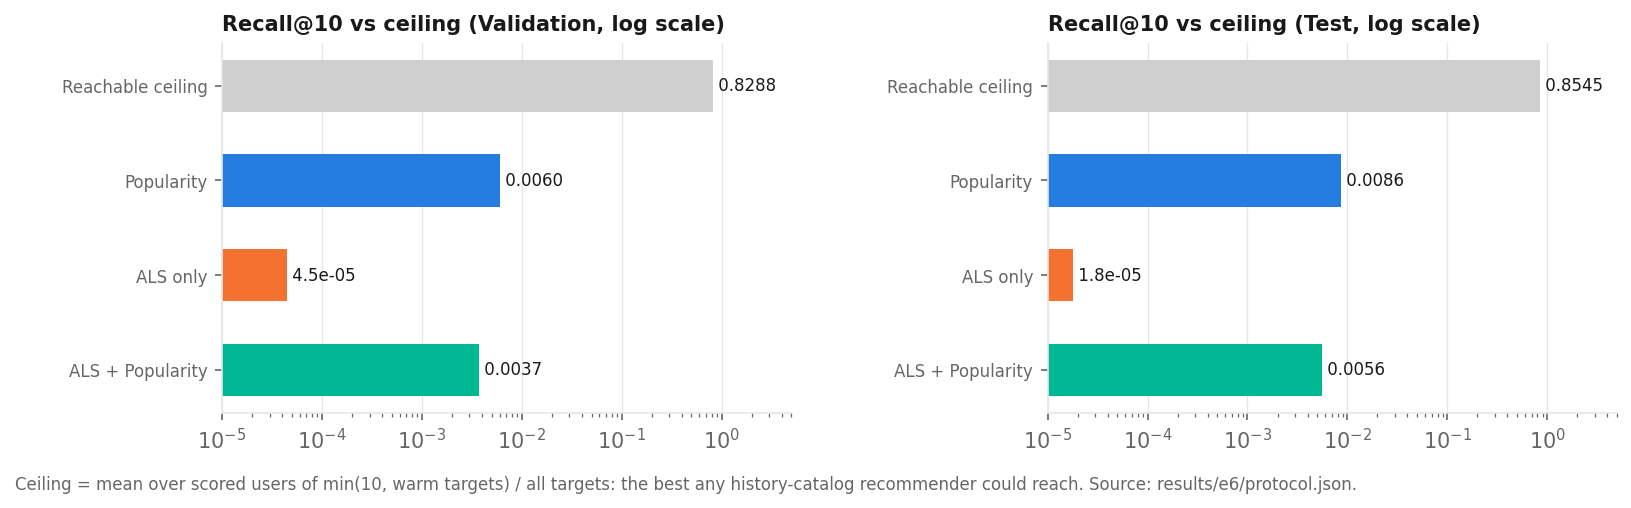 Recall@10 vs ceiling (Validation, log scale)
Reachable ceiling
0.8288
Popularity
0.0060
ALS only
4.5e-05
ALS + Popularity
0.0037
10⁻⁵ 10⁻⁴ 10⁻³ 10⁻² 10⁻¹ 10⁰
Recall@10 vs ceiling (Test, log scale)
Reachable ceiling
0.8545
Popularity
0.0086
ALS only
1.8e-05
ALS + Popularity
0.0056
10⁻⁵ 10⁻⁴ 10⁻³ 10⁻² 10⁻¹ 10⁰
Ceiling = mean over scored users of min(10, warm targets) / all targets: the best any history-catalog recommender could reach. Source: results/e6/protocol.json.